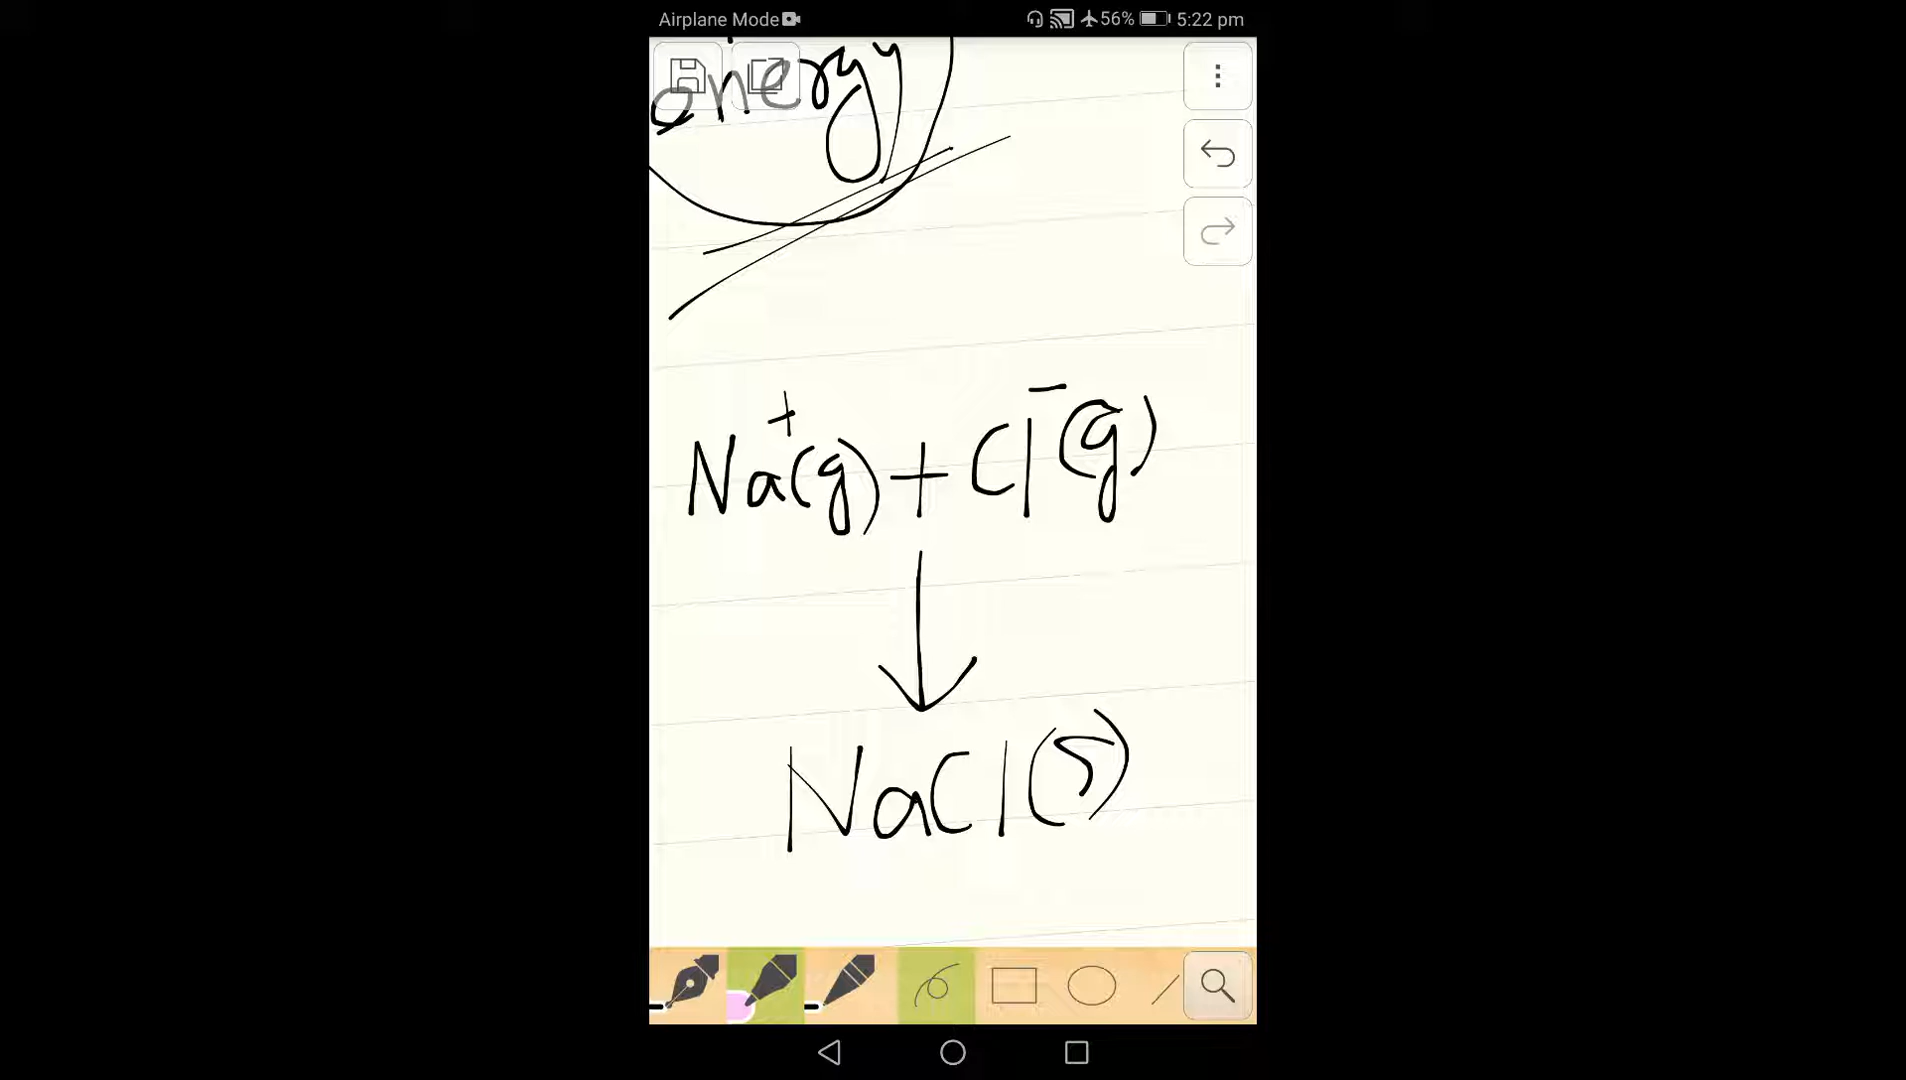 Airplane Mode 56% 5:22 pm
energy
Na⁺(g) + Cl⁻(g)
↓
NaCl(s)